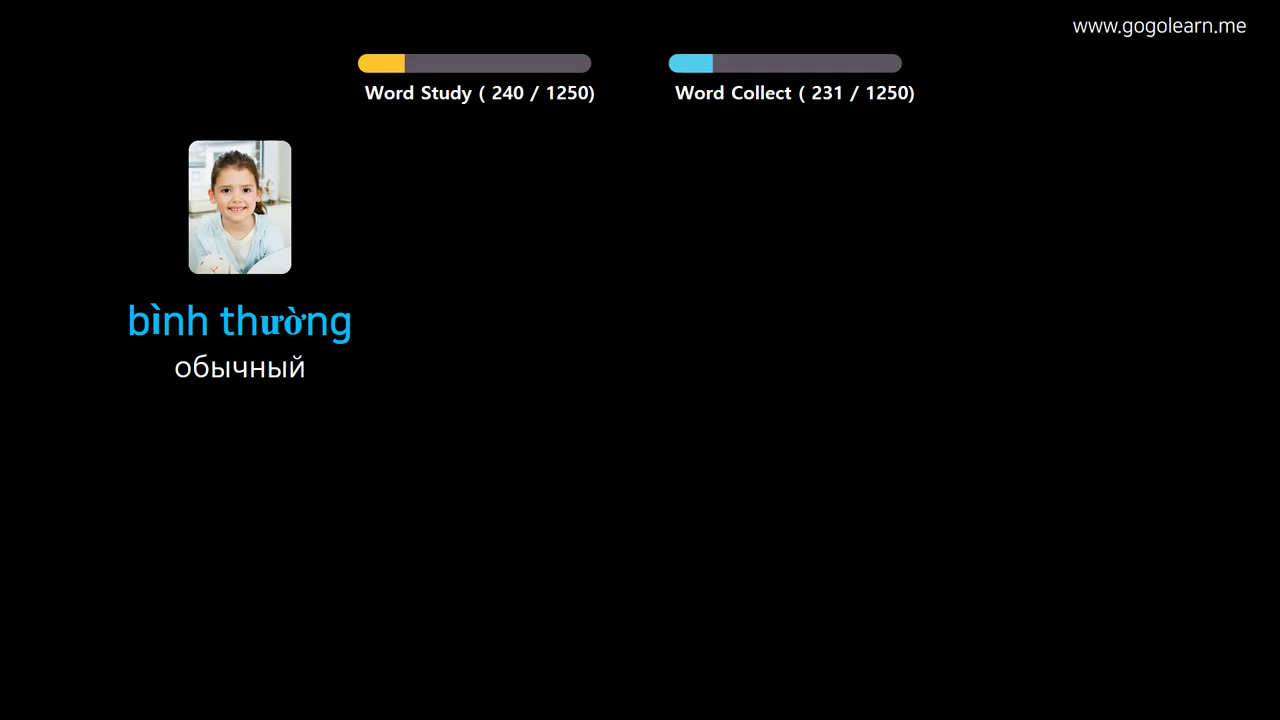 www.gogolearn.me
Word Study ( 240 / 1250)
Word Collect ( 231 / 1250)
bình thường
обычный